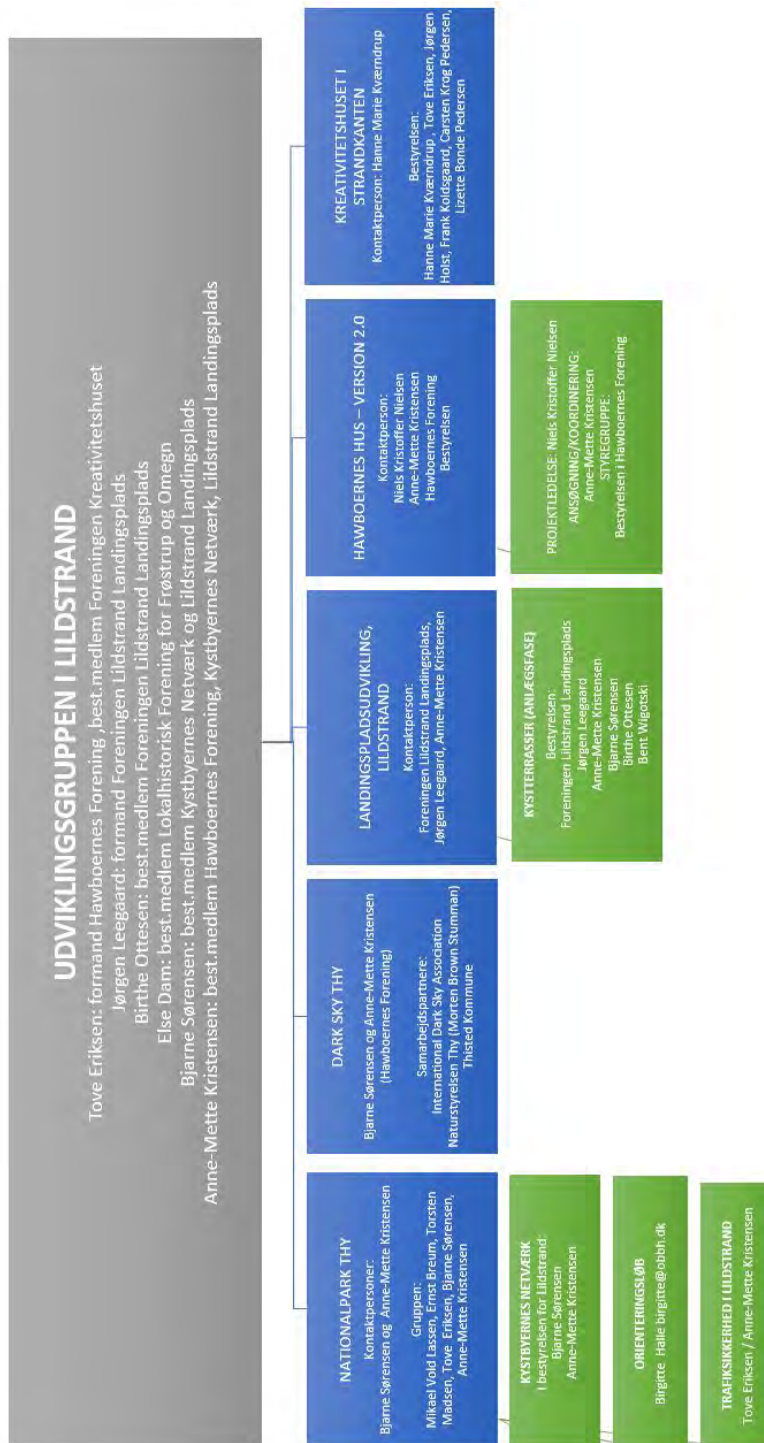 UDVIKLINGSGRUPPEN I LILDSTRAND
Tove Eriksen: formand Hawboernes Forening ,best.medlem Foreningen Kreativitetshuset
Jørgen Leegaard: formand Foreningen Lildstrand Landingsplads
Birthe Ottesen: best.medlem Foreningen Lildstrand Landingsplads
Else Dam: best.medlem Lokalhistorisk Forening for Frøstrup og Omegn
Bjarne Sørensen: best.medlem Kystbyernes Netværk og Lildstrand Landingsplads
Anne-Mette Kristensen: best.medlem Hawboernes Forening, Kystbyernes Netværk, Lildstrand Landingsplads
NATIONALPARK THY
Kontaktpersoner:
Bjarne Sørensen og Anne-Mette Kristensen
Gruppen:
Mikael Vold Lassen, Ernst Breum, Torsten
Madsen, Tove Eriksen, Bjarne Sørensen,
Anne-Mette Kristensen
KYSTBYERNES NETVÆRK
I bestyrelsen for Lildstrand:
Bjarne Sørensen
Anne-Mette Kristensen
ORIENTERINGSLØB
Birgitte Halle birgitte@obbh.dk
TRAFIKSIKKERHED I LILDSTRAND
Tove Eriksen / Anne-Mette Kristensen
DARK SKY THY
Bjarne Sørensen og Anne-Mette Kristensen
(Hawboernes Forening)
Samarbejdspartnere:
International Dark Sky Association
Naturstyrelsen Thy (Morten Brown Stumman)
Thisted Kommune
LANDINGSPLADSUDVIKLING,
LILDSTRAND
Kontaktperson:
Foreningen Lildstrand Landingsplads,
Jørgen Leegaard, Anne-Mette Kristensen
KYSTTERRASSER (ANLÆGSFASE)
Bestyrelsen:
Foreningen Lildstrand Landingsplads
Jørgen Leegaard
Anne-Mette Kristensen
Bjarne Sørensen
Birthe Ottesen
Bent Wigotski
HAWBOERNES HUS – VERSION 2.0
Kontaktperson:
Niels Kristoffer Nielsen
Anne-Mette Kristensen
Hawboernes Forening
Bestyrelsen
PROJEKTLEDELSE: Niels Kristoffer Nielsen
ANSØGNING/KOORDINERING:
Anne-Mette Kristensen
STYREGRUPPE:
Bestyrelsen i Hawboernes Forening
KREATIVITETSHUSET I
STRANDKANTEN
Kontaktperson: Hanne Marie Kværndrup
Bestyrelsen:
Hanne Marie Kværndrup , Tove Eriksen, Jørgen
Holst, Frank Koldsgaard, Carsten Krog Pedersen,
Lizette Bonde Pedersen